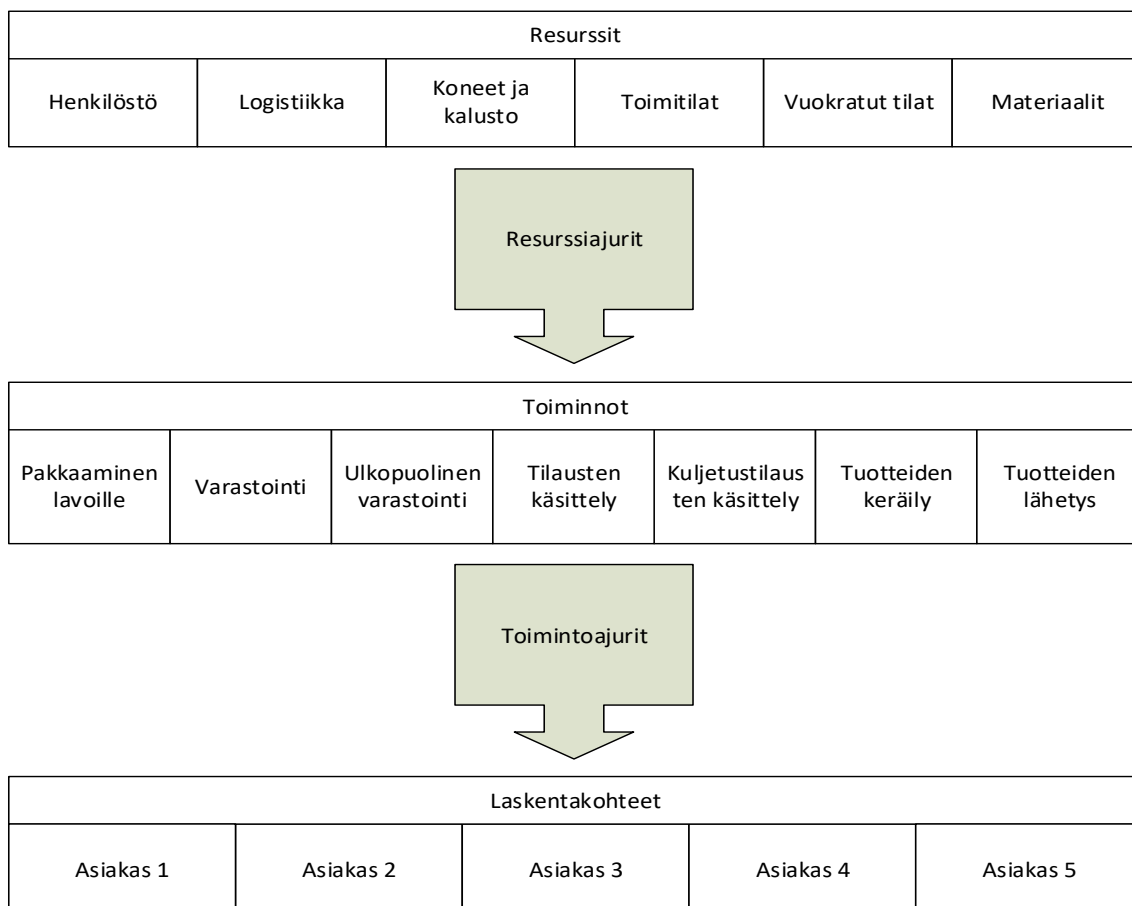 Resurssit
Henkilöstö
Logistiikka
Koneet ja
kalusto
Toimitilat
Vuokratut tilat
Materiaalit
Resurssiajurit
Toiminnot
Pakkaaminen
lavoille
Varastointi
Ulkopuolinen
varastointi
Tilausten
käsittely
Kuljetustilaus
ten käsittely
Tuotteiden
keräily
Tuotteiden
lähetys
Toimintoajurit
Laskentakohteet
Asiakas 1
Asiakas 2
Asiakas 3
Asiakas 4
Asiakas 5